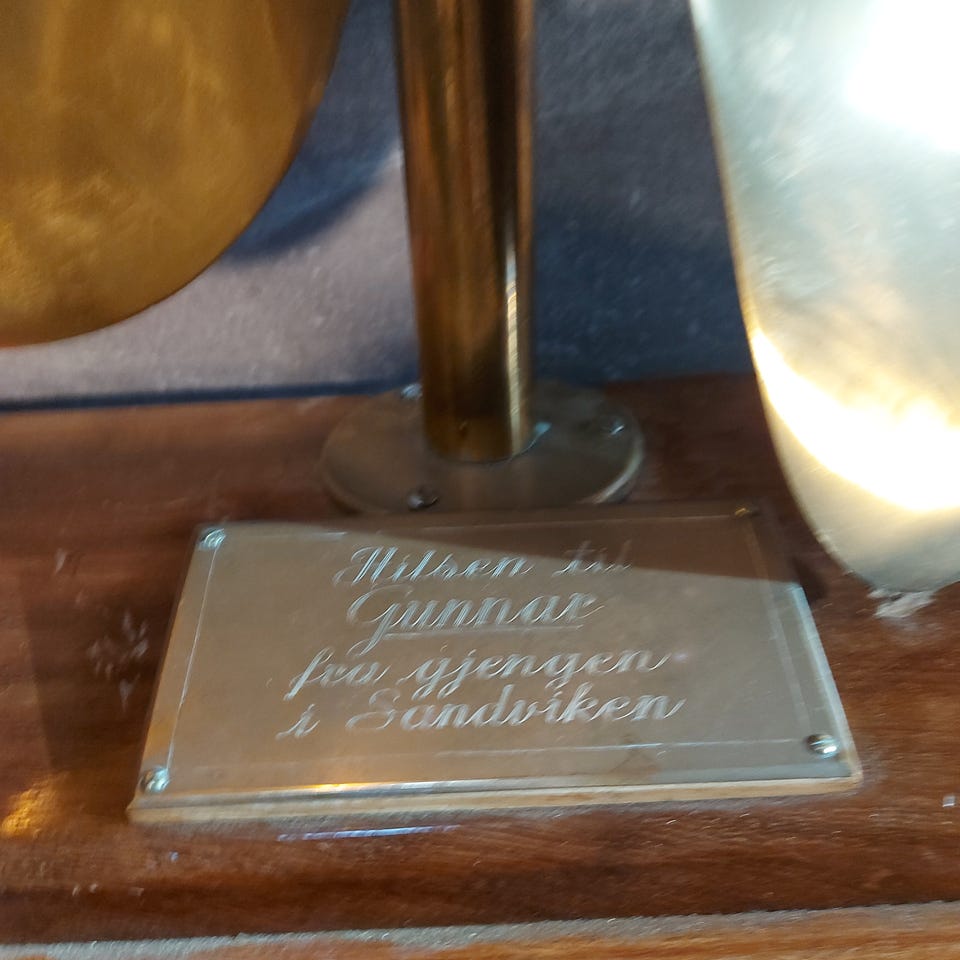 Hilsen til
Gunnar
fra gjengen
i Sandviken